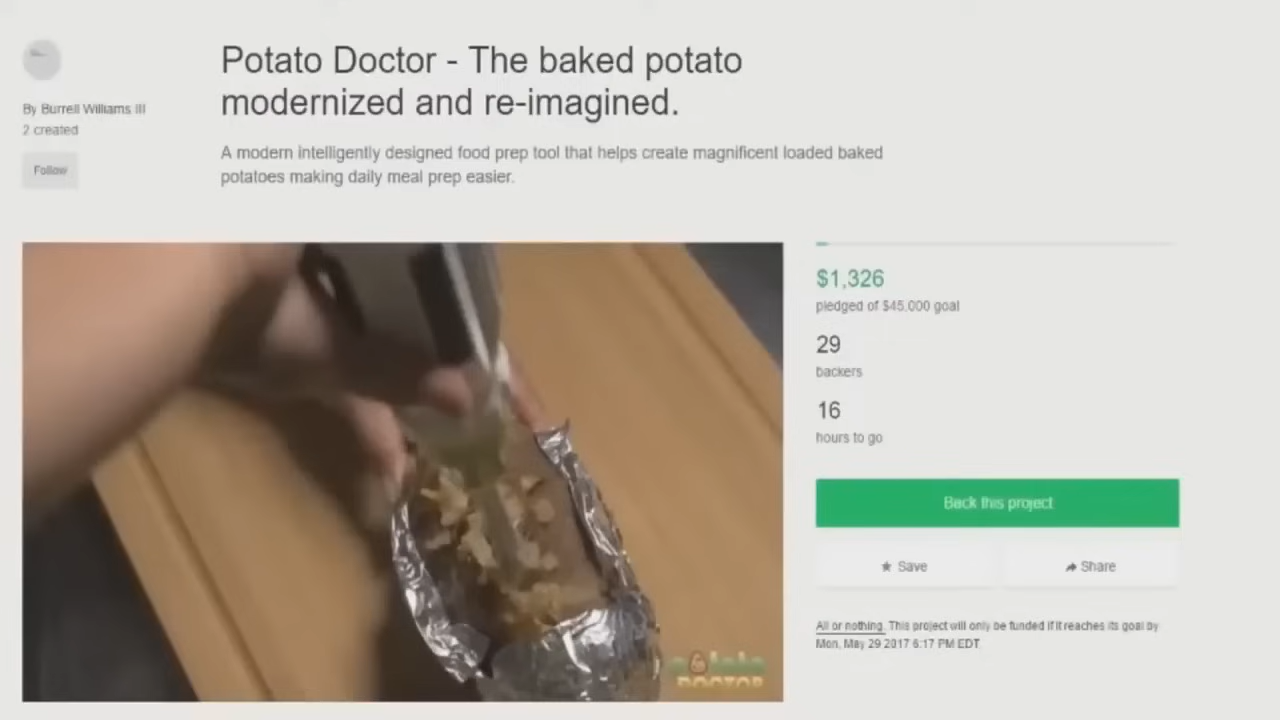 Potato Doctor - The baked potato
modernized and re-imagined.
By Burrell Williams III
2 created
Follow
A modern intelligently designed food prep tool that helps create magnificent loaded baked
potatoes making daily meal prep easier.
$1,326
pledged of $45,000 goal
29
backers
16
hours to go
Back this project
Save
Share
All or nothing. This project will only be funded if it reaches its goal by
Mon, May 29 2017 6:17 PM EDT
potato
DOCTOR